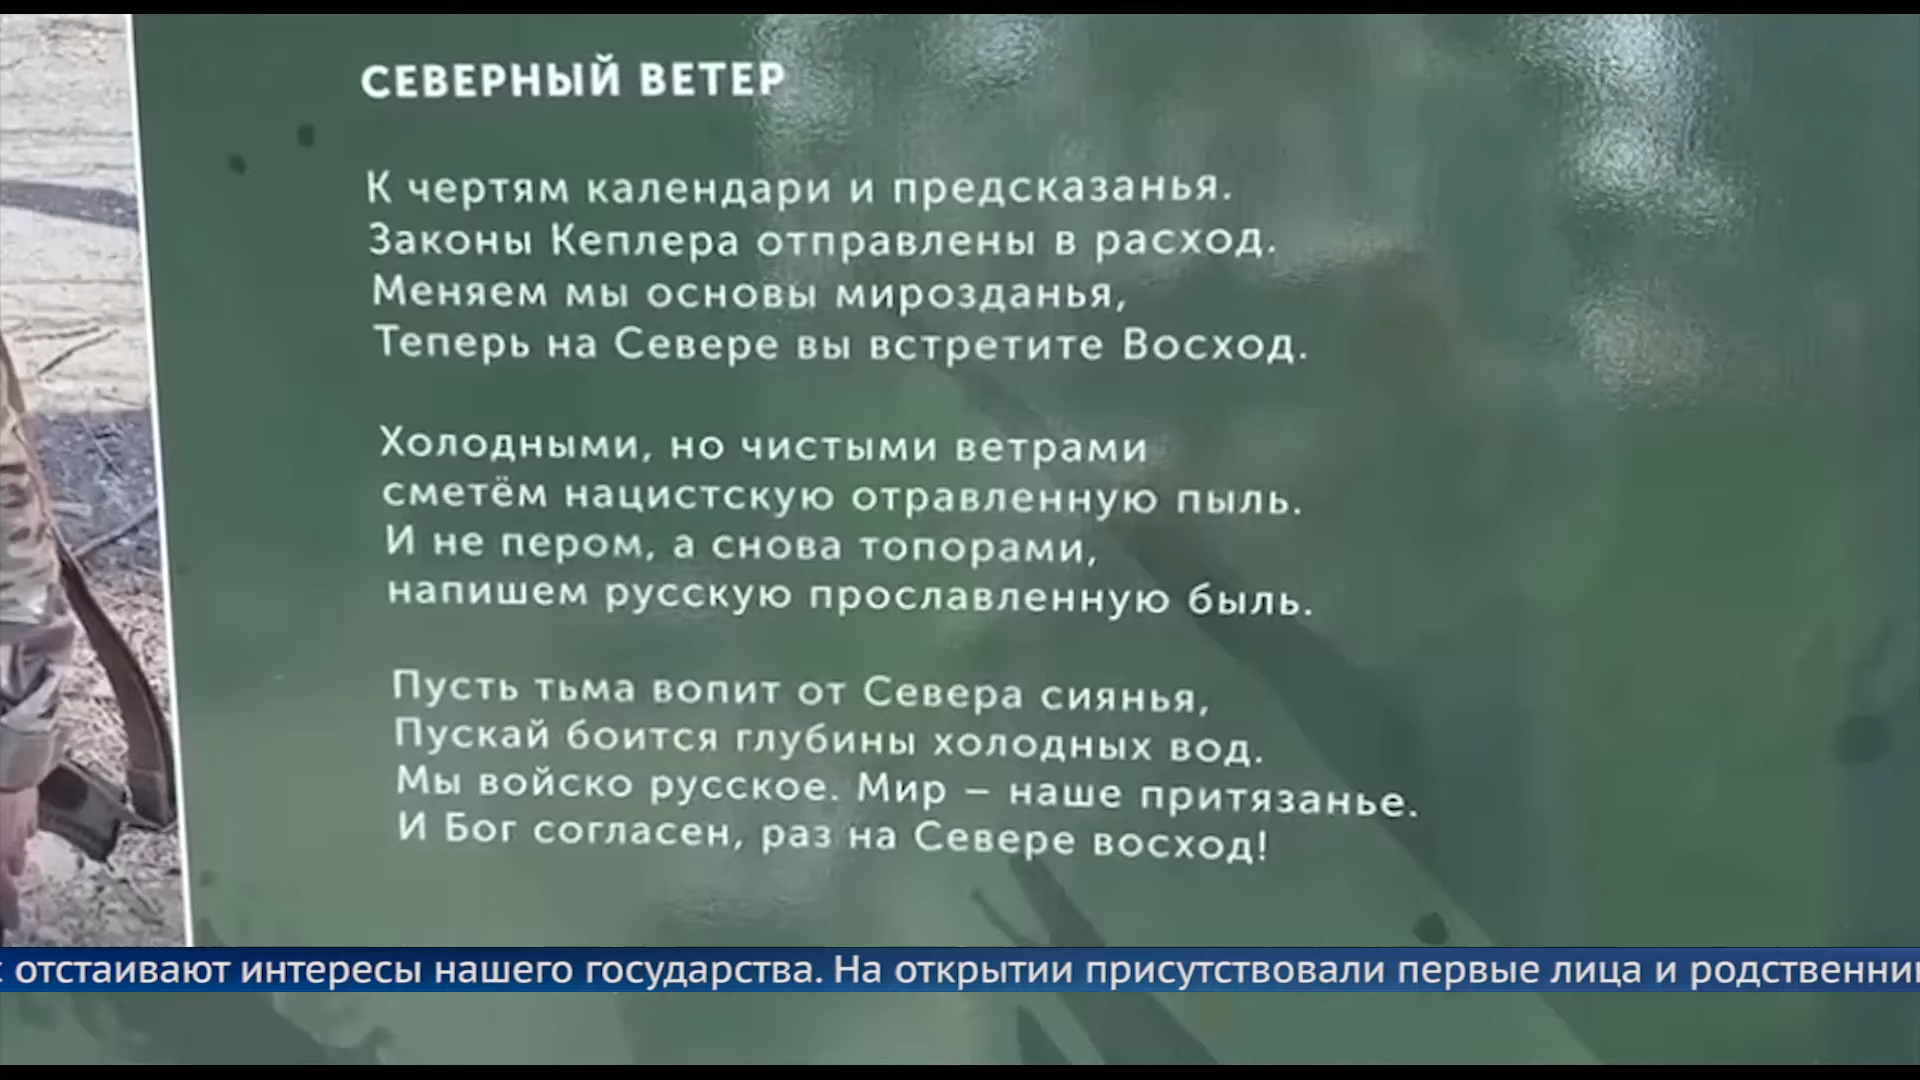 СЕВЕРНЫЙ ВЕТЕР
К чертям календари и предсказанья.
Законы Кеплера отправлены в расход.
Меняем мы основы мирозданья,
Теперь на Севере вы встретите Восход.
Холодными, но чистыми ветрами
сметём нацистскую отравленную пыль.
И не пером, а снова топорами,
напишем русскую прославленную быль.
Пусть тьма вопит от Севера сиянья,
Пускай боится глубины холодных вод.
Мы войско русское. Мир – наше притязанье.
И Бог согласен, раз на Севере восход!
отстаивают интересы нашего государства. На открытии присутствовали первые лица и